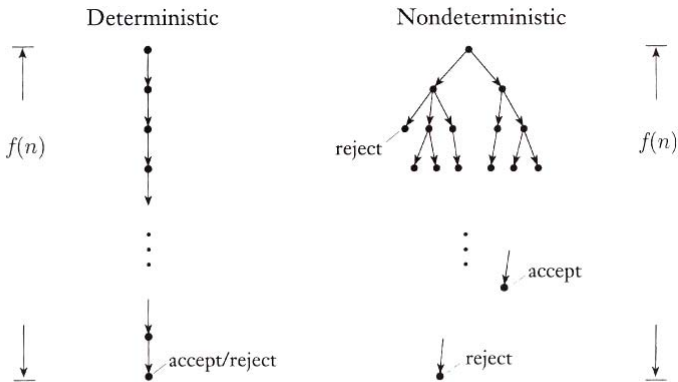 Deterministic
Nondeterministic
f(n)
reject
f(n)
accept
accept/reject
reject